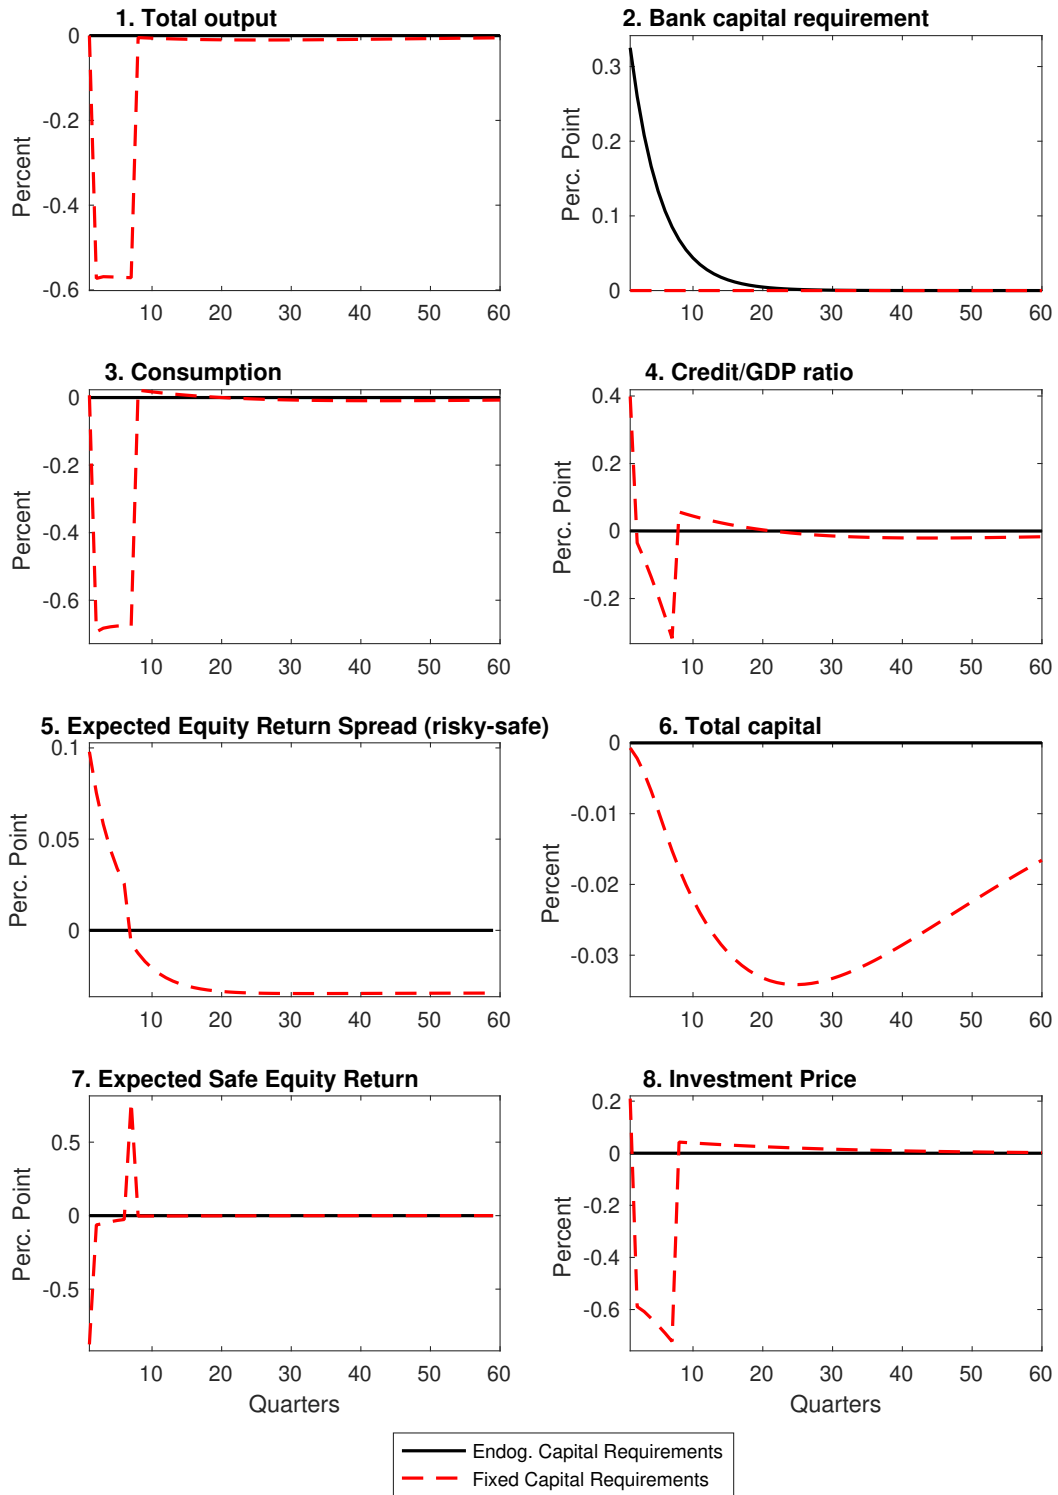 1. Total output
Percent
0
-0.2
-0.4
-0.6
10 20 30 40 50 60
2. Bank capital requirement
Perc. Point
0.3
0.2
0.1
0
10 20 30 40 50 60
3. Consumption
Percent
0
-0.2
-0.4
-0.6
10 20 30 40 50 60
4. Credit/GDP ratio
Perc. Point
0.4
0.2
0
-0.2
10 20 30 40 50 60
5. Expected Equity Return Spread (risky-safe)
Perc. Point
0.1
0.05
0
10 20 30 40 50 60
6. Total capital
Percent
0
-0.01
-0.02
-0.03
10 20 30 40 50 60
7. Expected Safe Equity Return
Perc. Point
0.5
0
-0.5
10 20 30 40 50 60
Quarters
8. Investment Price
Percent
0.2
0
-0.2
-0.4
-0.6
10 20 30 40 50 60
Quarters
Endog. Capital Requirements
Fixed Capital Requirements